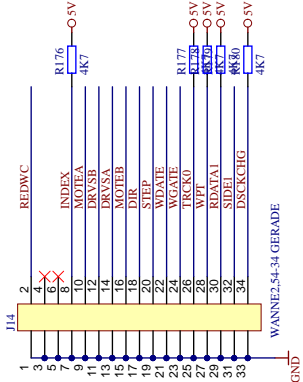 5V
5V
5V
5V
5V
R176
4K7
R177
R178
R180
4K7
4K7
REDWC
INDEX
MOTEA
DRVSB
DRVSA
MOTEB
DIR
STEP
WDATE
WGATE
TRCK0
WPT
RDATA1
SIDE1
DSCKCHG
2
4
6
8
10
12
14
16
18
20
22
24
26
28
30
32
34
J14
WANNE2,54-34 GERADE
1
3
5
7
9
11
13
15
17
19
21
23
25
27
29
31
33
GND